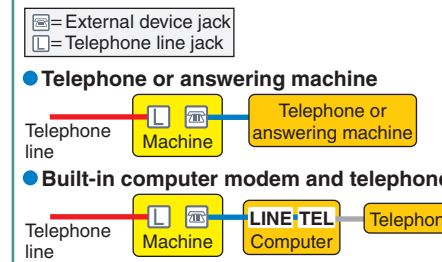 = External device jack
L = Telephone line jack
Telephone or answering machine
Telephone line
L
Machine
Telephone or
answering machine
Built-in computer modem and telephone
Telephone
line
L
Machine
LINE TEL
Computer
Telephon